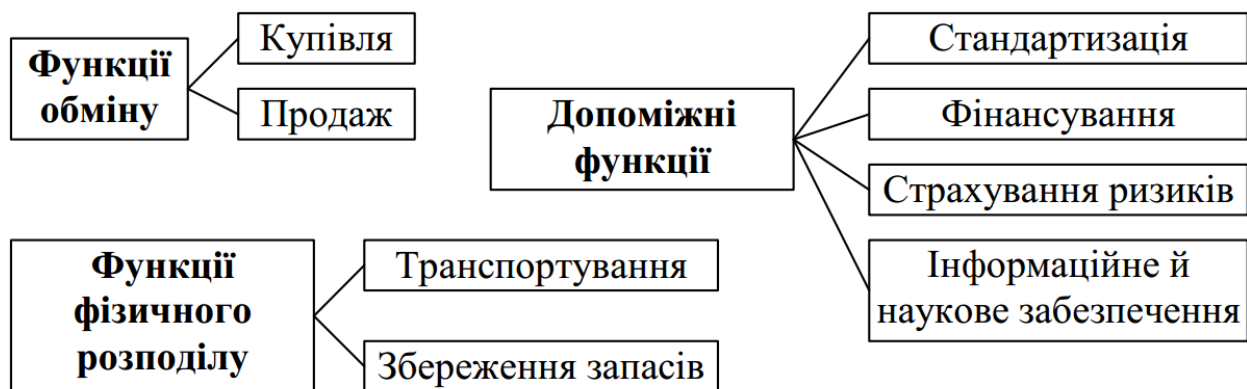 Функції
обміну
Купівля
Продаж
Допоміжні
функції
Стандартизація
Фінансування
Страхування ризиків
Інформаційне й
наукове забезпечення
Функції
фізичного
розподілу
Транспортування
Збереження запасів